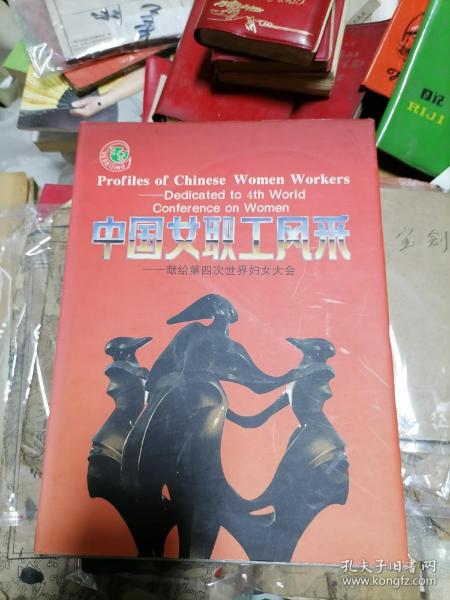 Profiles of Chinese Women Workers
——Dedicated to 4th World
Conference on Women
中国女职工风采
——献给第四次世界妇女大会
日记
RIJI
宝剑
孔夫子旧书网
www.kongfz.com